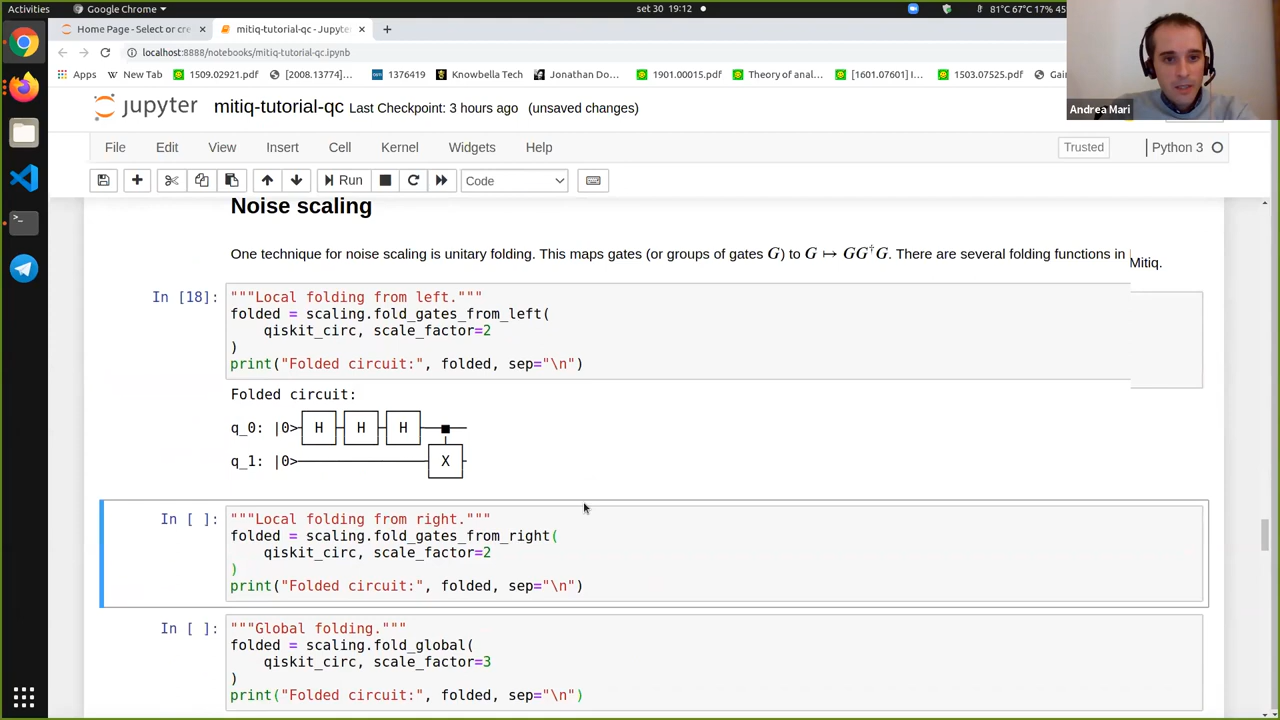 Activities
Google Chrome
set 30 19:12
81°C 67°C 17% 45
Home Page - Select or cre
mitiq-tutorial-qc - Jupyte
localhost:8888/notebooks/mitiq-tutorial-qc.ipynb
Apps
New Tab
1509.02921.pdf
[2008.13774]...
1376419
Knowbella Tech
Jonathan Do...
1901.00015.pdf
Theory of anal...
[1601.07601] I...
1503.07525.pdf
Gai
Andrea Mari
jupyter
mitiq-tutorial-qc Last Checkpoint: 3 hours ago (unsaved changes)
File Edit View Insert Cell Kernel Widgets Help
Trusted
Python 3
Run
Code
Noise scaling
One technique for noise scaling is unitary folding. This maps gates (or groups of gates G) to G ↦ GG†G. There are several folding functions in
Mitiq.
In [18]:
"""Local folding from left."""
folded = scaling.fold_gates_from_left(
qiskit_circ, scale_factor=2
)
print("Folded circuit:", folded, sep="\n")
Folded circuit:
q_0: |0> H H H
q_1: |0> X
In [ ]:
"""Local folding from right."""
folded = scaling.fold_gates_from_right(
qiskit_circ, scale_factor=2
)
print("Folded circuit:", folded, sep="\n")
In [ ]:
"""Global folding."""
folded = scaling.fold_global(
qiskit_circ, scale_factor=3
)
print("Folded circuit:", folded, sep="\n")